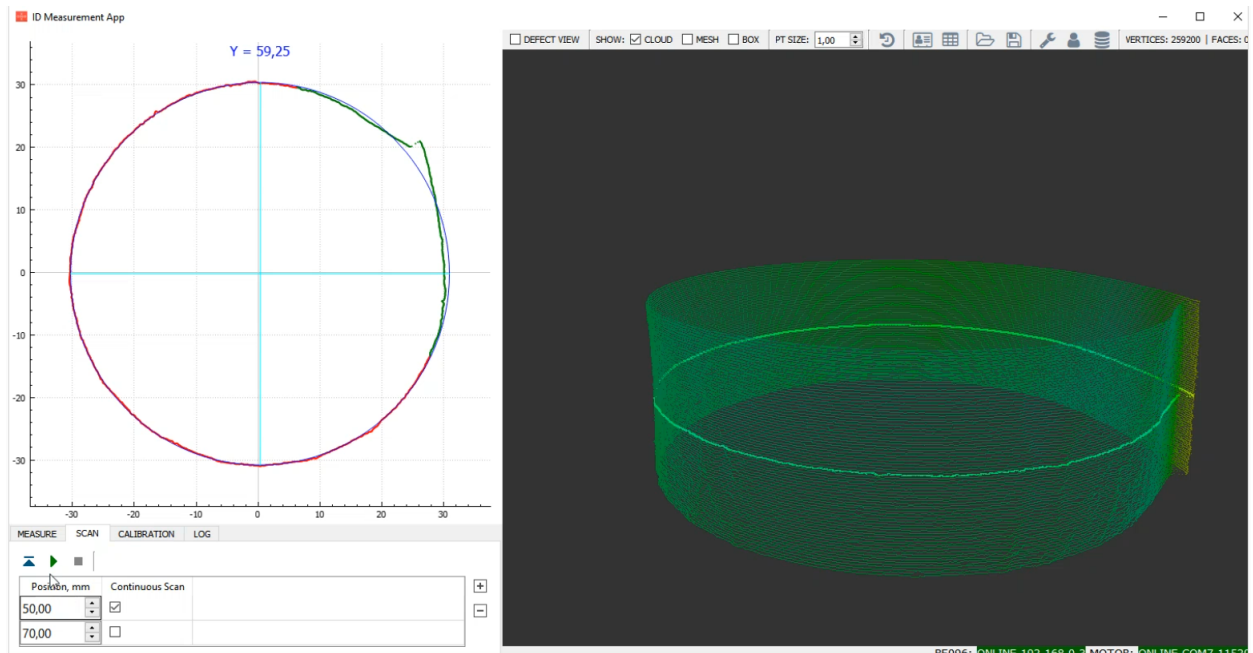 ID Measurement App
DEFECT VIEW SHOW: CLOUD MESH BOX PT SIZE: 1,00 VERTICES: 259200 | FACES: 0
Y = 59,25
30
20
10
0
-10
-20
-30
-30 -20 -10 0 10 20 30
MEASURE SCAN CALIBRATION LOG
Position, mm Continuous Scan
50,00
70,00